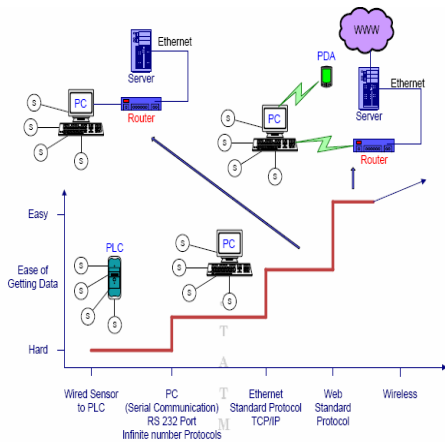 WWW
Ethernet
Server
PC
Router
S
S
S
S
PDA
Ethernet
Server
PC
Router
S
S
S
S
Easy
Ease of
Getting Data
Hard
PLC
S
S
S
S
PC
S
S
S
S
T
A
T
M
Wired Sensor
to PLC
PC
(Serial Communication)
RS 232 Port
Infinite number Protocols
Ethernet
Standard Protocol
TCP/IP
Web
Standard
Protocol
Wireless